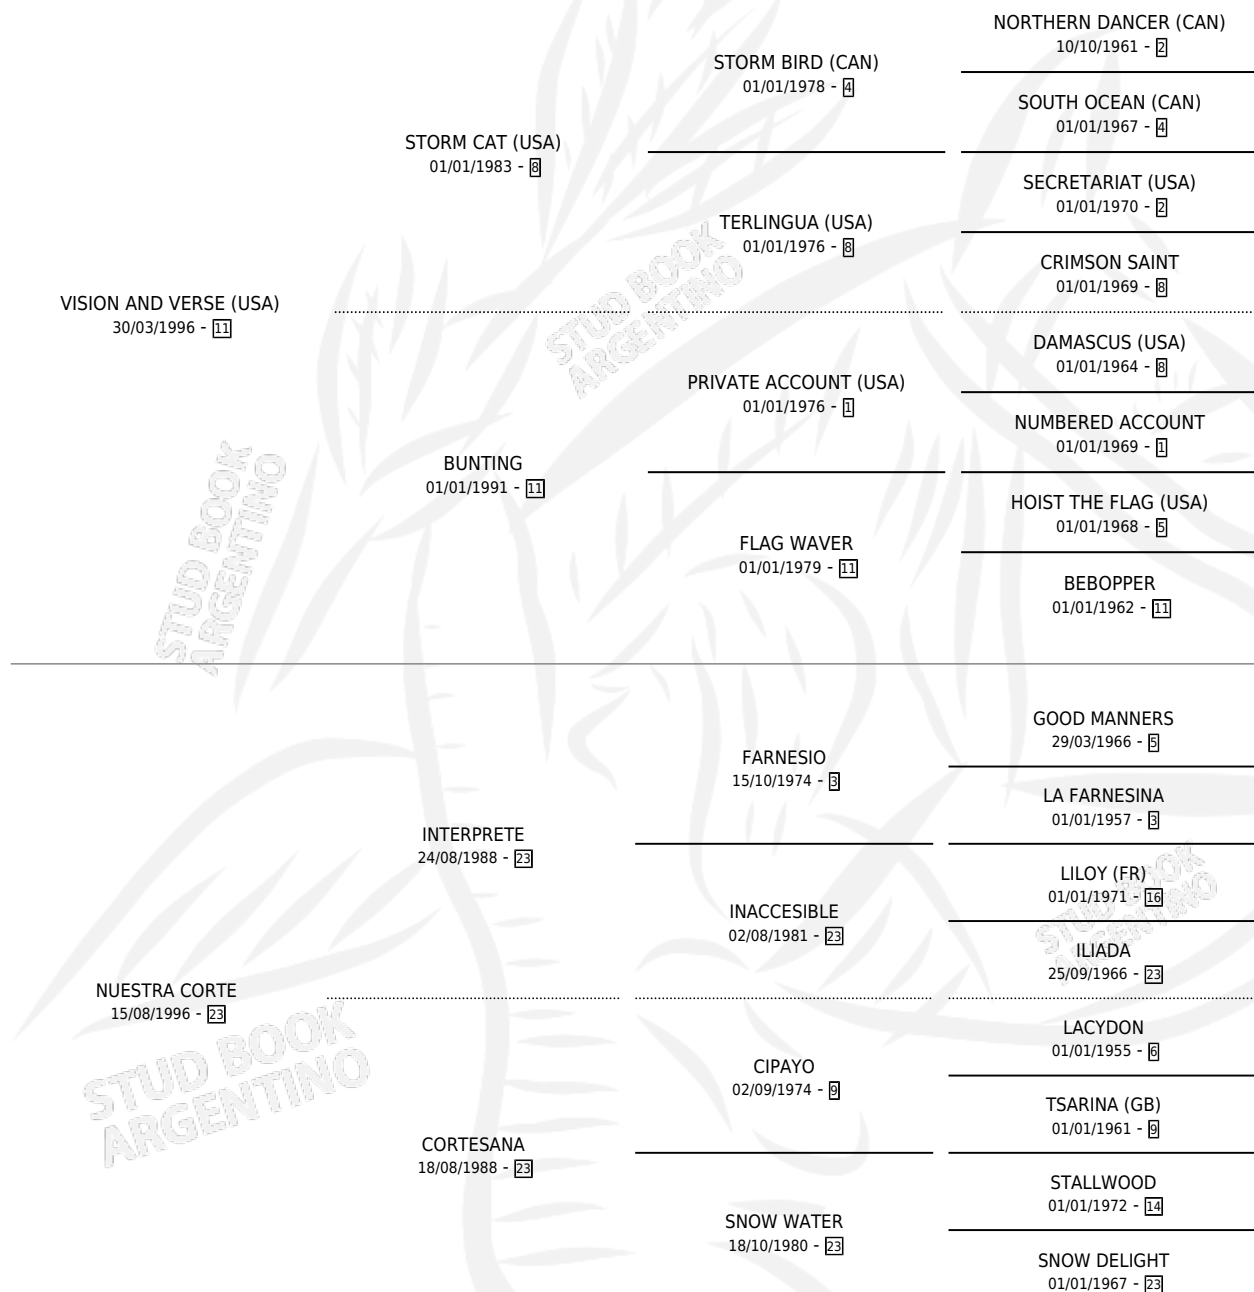 NORTHERN DANCER (CAN)
10/10/1961 - 2
STORM BIRD (CAN)
01/01/1978 - 4
SOUTH OCEAN (CAN)
01/01/1967 - 4
STORM CAT (USA)
01/01/1983 - 8
SECRETARIAT (USA)
01/01/1970 - 2
TERLINGUA (USA)
01/01/1976 - 8
CRIMSON SAINT
01/01/1969 - 8
VISION AND VERSE (USA)
30/03/1996 - 11
DAMASCUS (USA)
01/01/1964 - 8
PRIVATE ACCOUNT (USA)
01/01/1976 - 1
NUMBERED ACCOUNT
01/01/1969 - 1
BUNTING
01/01/1991 - 11
HOIST THE FLAG (USA)
01/01/1968 - 5
FLAG WAVER
01/01/1979 - 11
BEBOPPER
01/01/1962 - 11
GOOD MANNERS
29/03/1966 - 5
FARNESIO
15/10/1974 - 3
LA FARNESINA
01/01/1957 - 3
INTERPRETE
24/08/1988 - 23
LILOY (FR)
01/01/1971 - 16
INACCESIBLE
02/08/1981 - 23
ILIADA
25/09/1966 - 23
NUESTRA CORTE
15/08/1996 - 23
LACYDON
01/01/1955 - 6
CIPAYO
02/09/1974 - 9
TSARINA (GB)
01/01/1961 - 9
CORTESANA
18/08/1988 - 23
STALLWOOD
01/01/1972 - 14
SNOW WATER
18/10/1980 - 23
SNOW DELIGHT
01/01/1967 - 23
STUD BOOK
ARGENTINO
STUD BOOK
ARGENTINO
STUD BOOK
ARGENTINO
STUD BOOK
ARGENTINO